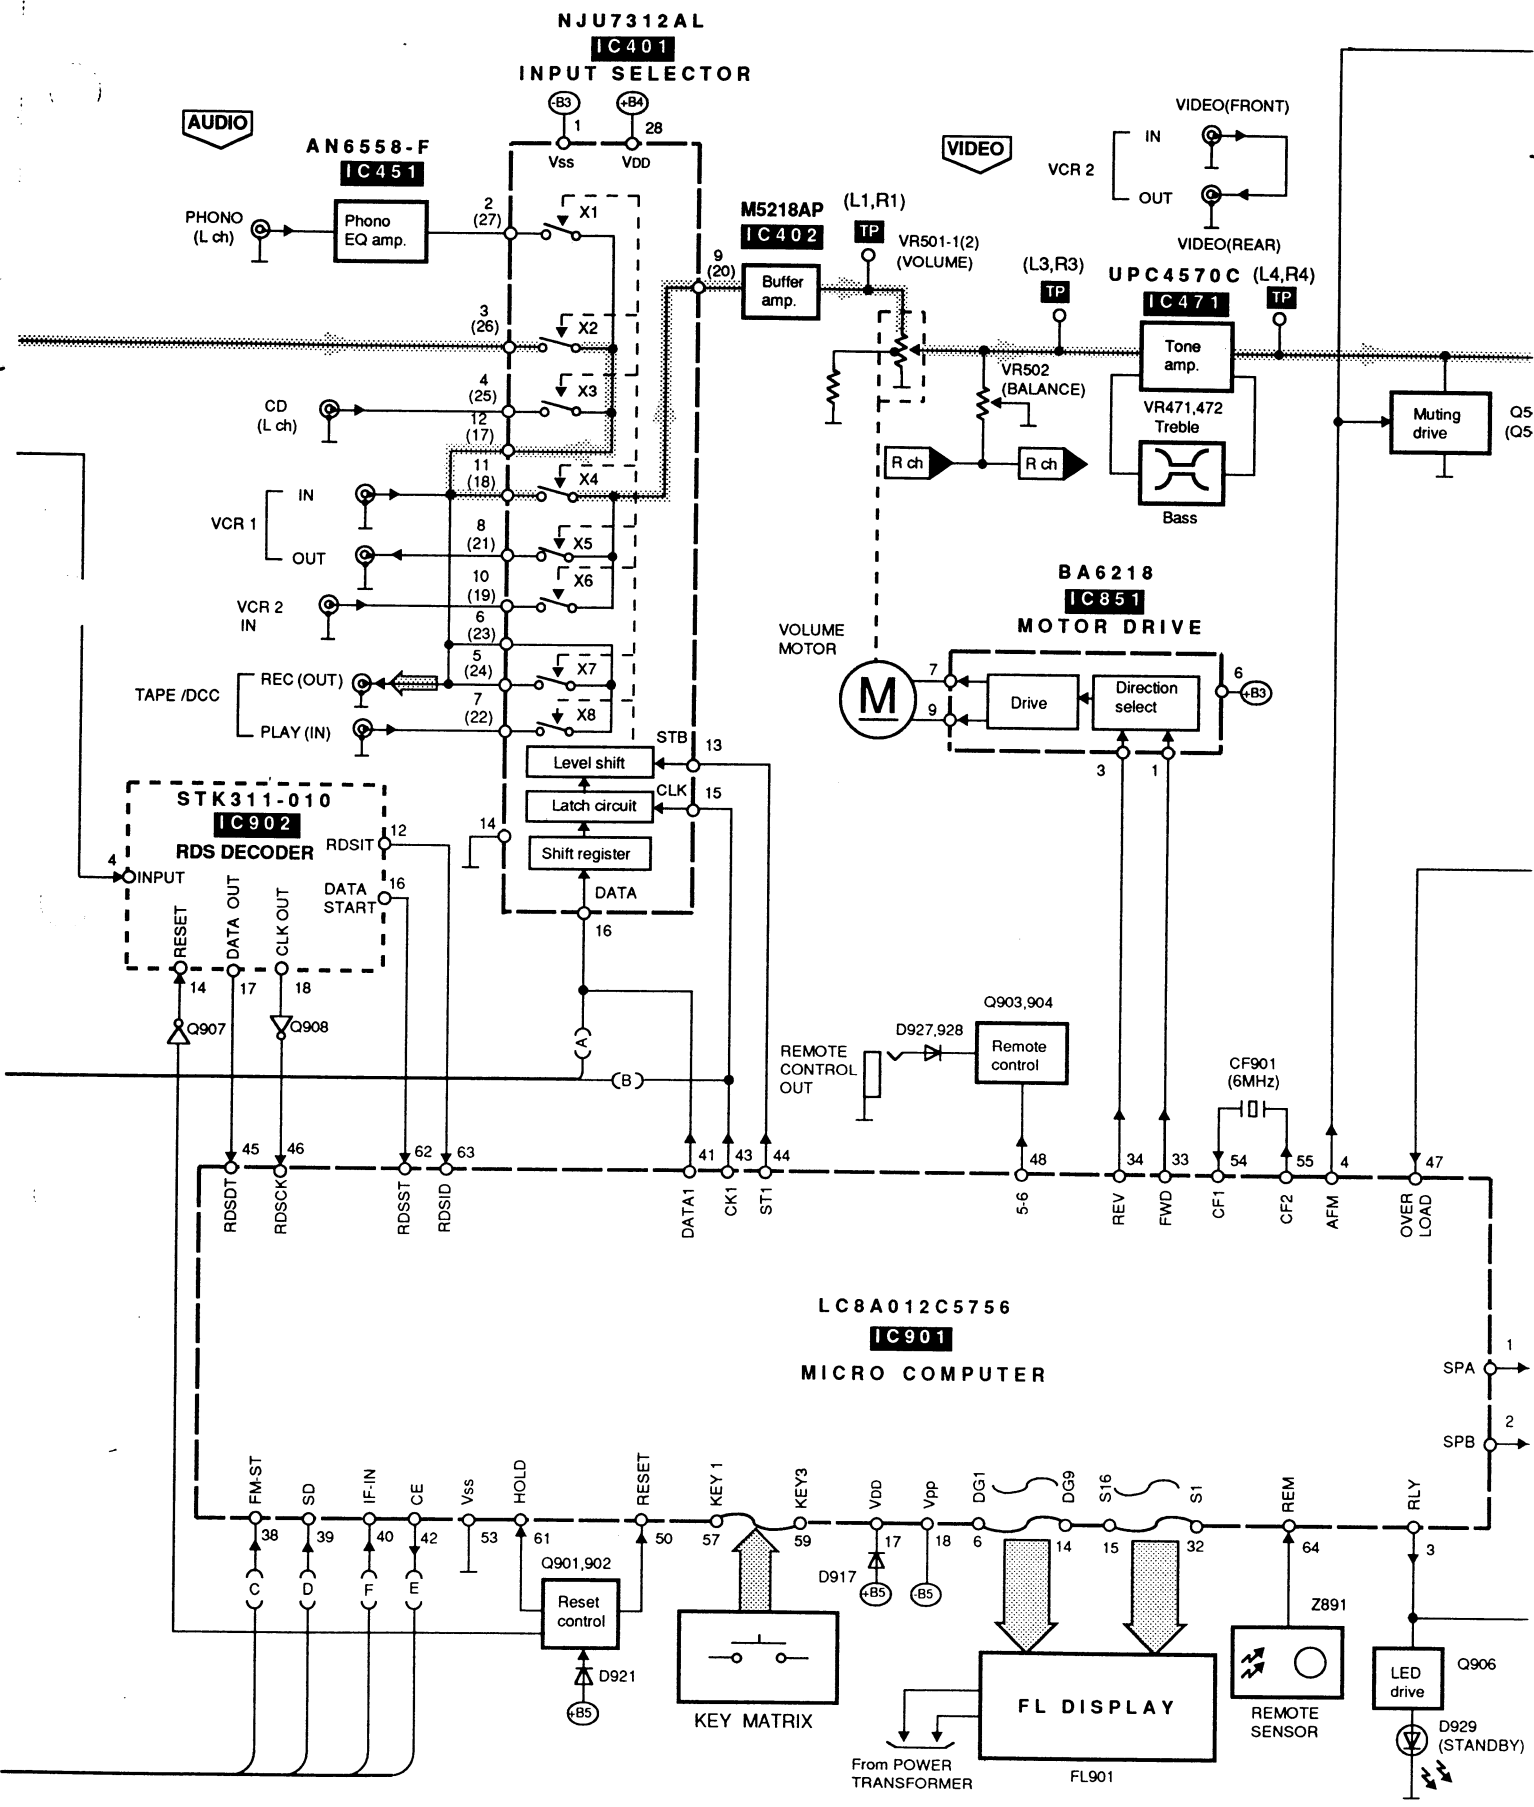 NJU7312AL
IC401
INPUT SELECTOR
-B3
+B4
1
28
VSS
VDD
AUDIO
AN6558-F
IC451
PHONO
(L ch)
Phono
EQ amp.
2
(27)
X1
3
(26)
X2
4
(25)
X3
CD
(L ch)
12
(17)
11
(18)
X4
VCR 1
IN
OUT
8
(21)
X5
10
(19)
X6
VCR 2
IN
6
(23)
5
(24)
X7
TAPE /DCC
REC (OUT)
PLAY (IN)
7
(22)
X8
9
(20)
M5218AP
IC402
Buffer
amp.
(L1,R1)
TP
VR501-1(2)
(VOLUME)
VIDEO
VIDEO(FRONT)
VCR 2
IN
OUT
VIDEO(REAR)
(L3,R3)
TP
UPC4570C
IC471
(L4,R4)
TP
Tone
amp.
VR502
(BALANCE)
VR471,472
Treble
Bass
R ch
R ch
Muting
drive
Q5
(Q5
BA6218
IC851
MOTOR DRIVE
VOLUME
MOTOR
M
7
9
Drive
Direction
select
6
+B3
3
1
STB
13
Level shift
CLK
15
Latch circuit
14
Shift register
DATA
16
STK311-010
IC902
RDS DECODER
4
INPUT
RDSIT
12
DATA
START
16
RESET
DATA OUT
CLK OUT
14
17
18
Q907
Q908
A
B
REMOTE
CONTROL
OUT
D927,928
Q903,904
Remote
control
CF901
(6MHz)
45
46
62
63
41
43
44
48
34
33
54
55
4
47
RDSDT
RDSCK
RDSST
RDSID
DATA1
CK1
ST1
5-6
REV
FWD
CF1
CF2
AFM
OVER
LOAD
LC8A012C5756
IC901
MICRO COMPUTER
SPA
1
SPB
2
FM-ST
SD
IF-IN
CE
Vss
HOLD
RESET
KEY 1
KEY3
VDD
Vpp
DG1
DG9
S16
S1
REM
RLY
38
39
40
42
53
61
50
57
59
17
18
6
14
15
32
64
3
C
D
F
E
Q901,902
Reset
control
D921
+B5
KEY MATRIX
D917
+B5
-B5
FL DISPLAY
FL901
From POWER
TRANSFORMER
Z891
REMOTE
SENSOR
LED
drive
Q906
D929
(STANDBY)